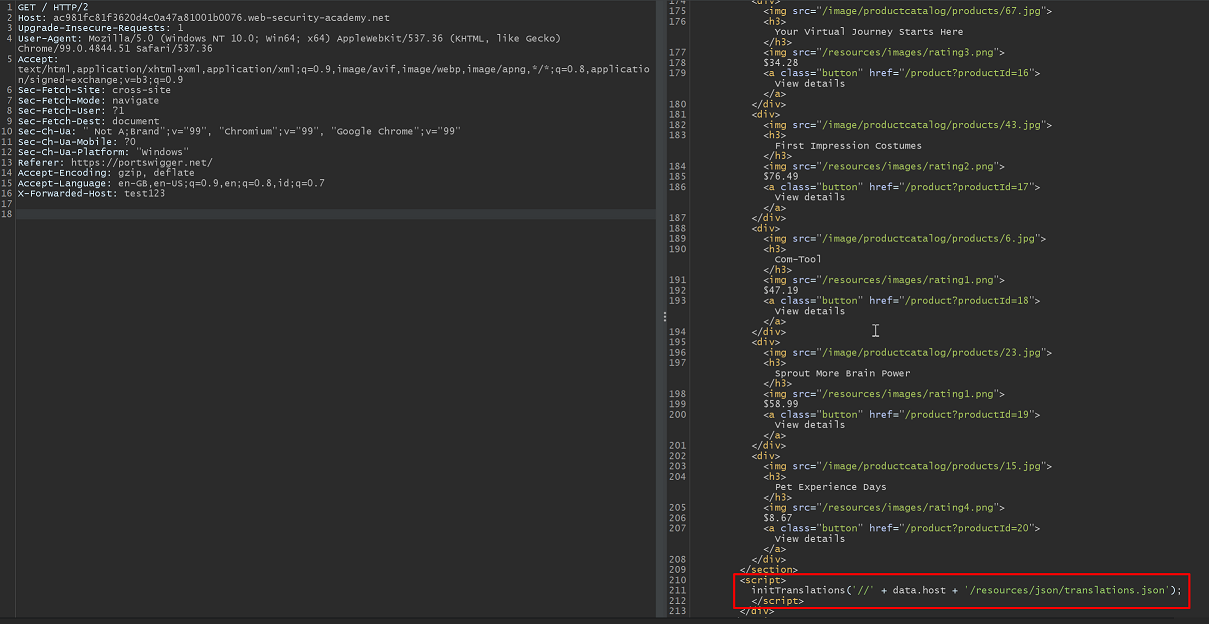 1 GET / HTTP/2
2 Host: ac981fc81f3620d4c0a47a81001b0076.web-security-academy.net
3 Upgrade-Insecure-Requests: 1
4 User-Agent: Mozilla/5.0 (Windows NT 10.0; Win64; x64) AppleWebKit/537.36 (KHTML, like Gecko)
Chrome/99.0.4844.51 Safari/537.36
5 Accept:
text/html,application/xhtml+xml,application/xml;q=0.9,image/avif,image/webp,image/apng,*/*;q=0.8,applicatio
n/signed-exchange;v=b3;q=0.9
6 Sec-Fetch-Site: cross-site
7 Sec-Fetch-Mode: navigate
8 Sec-Fetch-User: ?1
9 Sec-Fetch-Dest: document
10 Sec-Ch-Ua: " Not A;Brand";v="99", "Chromium";v="99", "Google Chrome";v="99"
11 Sec-Ch-Ua-Mobile: ?0
12 Sec-Ch-Ua-Platform: "Windows"
13 Referer: https://portswigger.net/
14 Accept-Encoding: gzip, deflate
15 Accept-Language: en-GB,en-US;q=0.9,en;q=0.8,id;q=0.7
16 X-Forwarded-Host: test123
17
18
174 <div>
175 <img src="/image/productcatalog/products/67.jpg">
176 <h3>
Your Virtual Journey Starts Here
</h3>
177 <img src="/resources/images/rating3.png">
178 $34.28
179 <a class="button" href="/product?productId=16">
View details
</a>
180 </div>
181 <div>
182 <img src="/image/productcatalog/products/43.jpg">
183 <h3>
First Impression Costumes
</h3>
184 <img src="/resources/images/rating2.png">
185 $76.49
186 <a class="button" href="/product?productId=17">
View details
</a>
187 </div>
188 <div>
189 <img src="/image/productcatalog/products/6.jpg">
190 <h3>
Com-Tool
</h3>
191 <img src="/resources/images/rating1.png">
192 $47.19
193 <a class="button" href="/product?productId=18">
View details
</a>
194 </div>
195 <div>
196 <img src="/image/productcatalog/products/23.jpg">
197 <h3>
Sprout More Brain Power
</h3>
198 <img src="/resources/images/rating1.png">
199 $58.99
200 <a class="button" href="/product?productId=19">
View details
</a>
201 </div>
202 <div>
203 <img src="/image/productcatalog/products/15.jpg">
204 <h3>
Pet Experience Days
</h3>
205 <img src="/resources/images/rating4.png">
206 $8.67
207 <a class="button" href="/product?productId=20">
View details
</a>
208 </div>
209 </section>
210 <script>
211 initTranslations('//' + data.host + '/resources/json/translations.json');
212 </script>
213 </div>